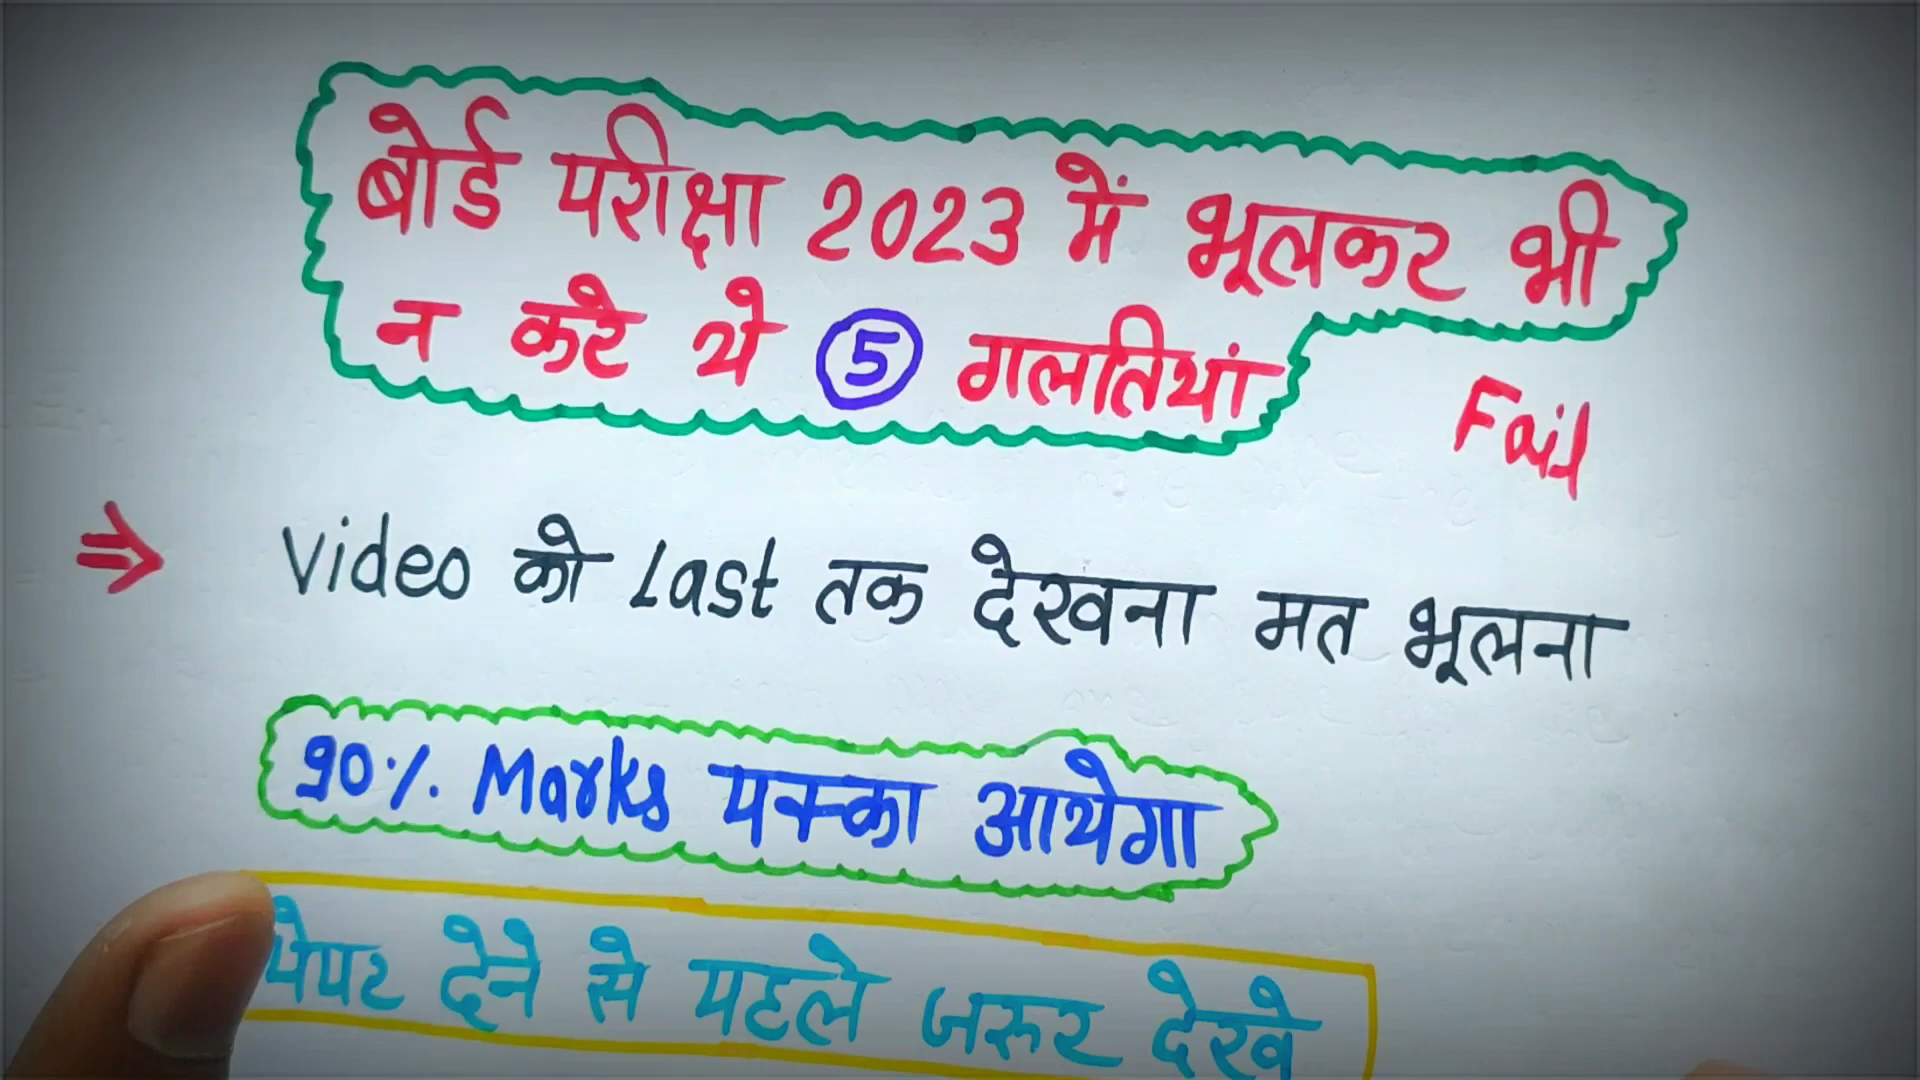 बोर्ड परीक्षा 2023 में भूलकर भी
न करे ये 5 गलतियां
Fail
⇒ Video को Last तक देखना मत भूलना
90% Marks पक्का आयेगा
पेपर देने से पहले जरूर देखे